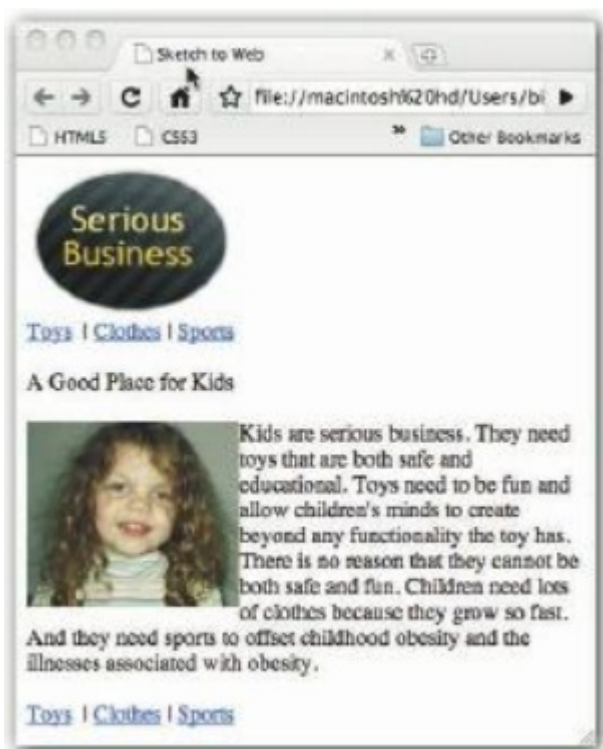 Sketch to Web
file://macintosh%20hd/Users/bi
HTML5 CSS3 » Other Bookmarks
Serious
Business
Toys | Clothes | Sports
A Good Place for Kids
Kids are serious business. They need
toys that are both safe and
educational. Toys need to be fun and
allow children's minds to create
beyond any functionality the toy has.
There is no reason that they cannot be
both safe and fun. Children need lots
of clothes because they grow so fast.
And they need sports to offset childhood obesity and the
illnesses associated with obesity.
Toys | Clothes | Sports